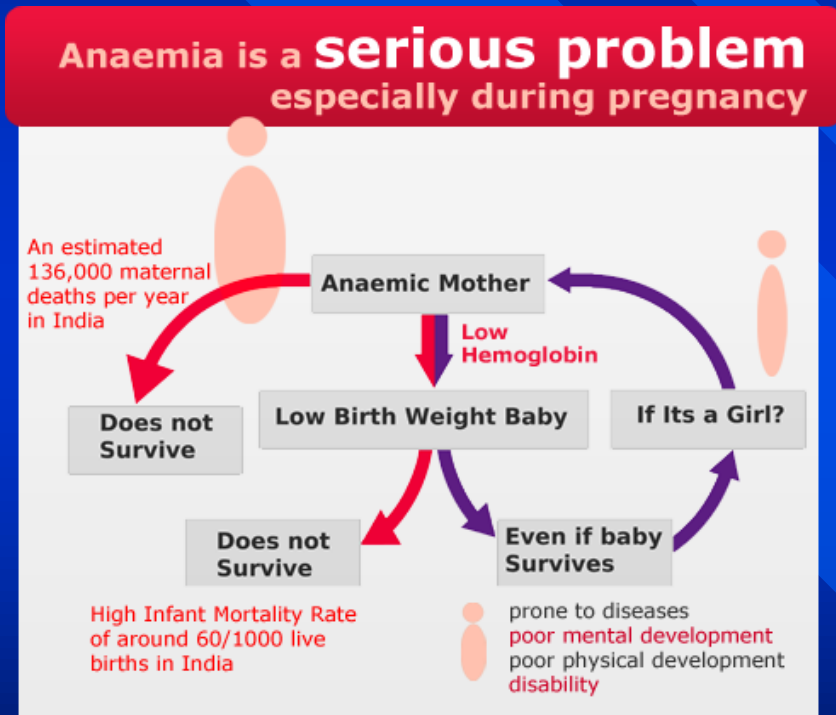 Anaemia is a serious problem
especially during pregnancy
An estimated
136,000 maternal
deaths per year
in India
Anaemic Mother
Low
Hemoglobin
Does not
Survive
Low Birth Weight Baby
If Its a Girl?
Does not
Survive
Even if baby
Survives
High Infant Mortality Rate
of around 60/1000 live
births in India
prone to diseases
poor mental development
poor physical development
disability